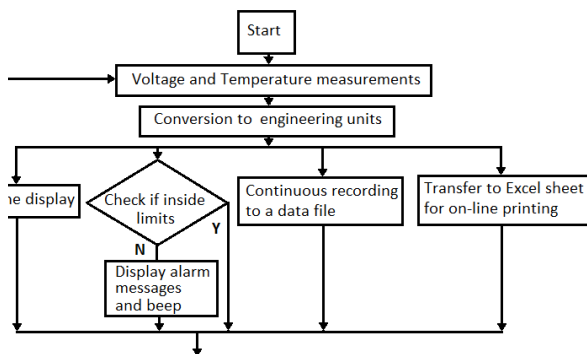 Start
Voltage and Temperature measurements
Conversion to engineering units
display
Check if inside
limits
Continuous recording
to a data file
Transfer to Excel sheet
for on-line printing
Y
N
Display alarm
messages
and beep